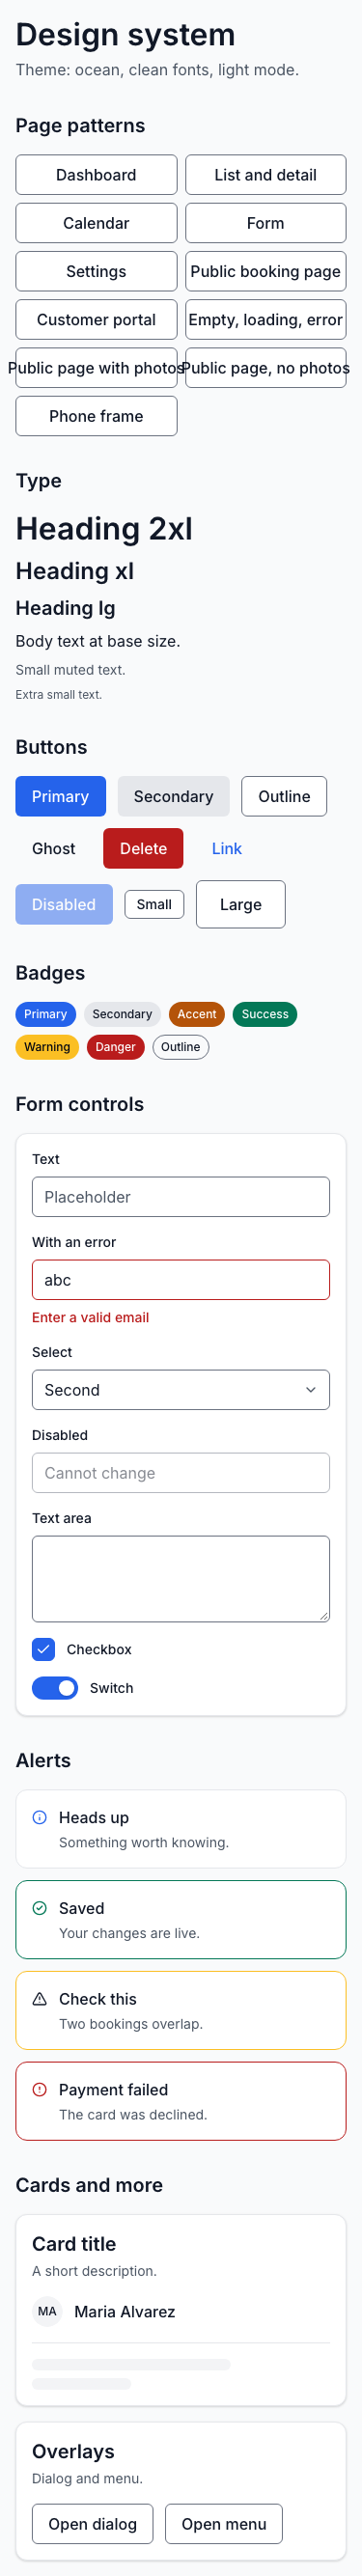 Design system
Theme: ocean, clean fonts, light mode.
Page patterns
Dashboard
List and detail
Calendar
Form
Settings
Public booking page
Customer portal
Empty, loading, error
Public page with photos
Public page, no photos
Phone frame
Type
Heading 2xl
Heading xl
Heading lg
Body text at base size.
Small muted text.
Extra small text.
Buttons
Primary
Secondary
Outline
Ghost
Delete
Link
Disabled
Small
Large
Badges
Primary
Secondary
Accent
Success
Warning
Danger
Outline
Form controls
Text
Placeholder
With an error
abc
Enter a valid email
Select
Second
Disabled
Cannot change
Text area
Checkbox
Switch
Alerts
Heads up
Something worth knowing.
Saved
Your changes are live.
Check this
Two bookings overlap.
Payment failed
The card was declined.
Cards and more
Card title
A short description.
MA
Maria Alvarez
Overlays
Dialog and menu.
Open dialog
Open menu